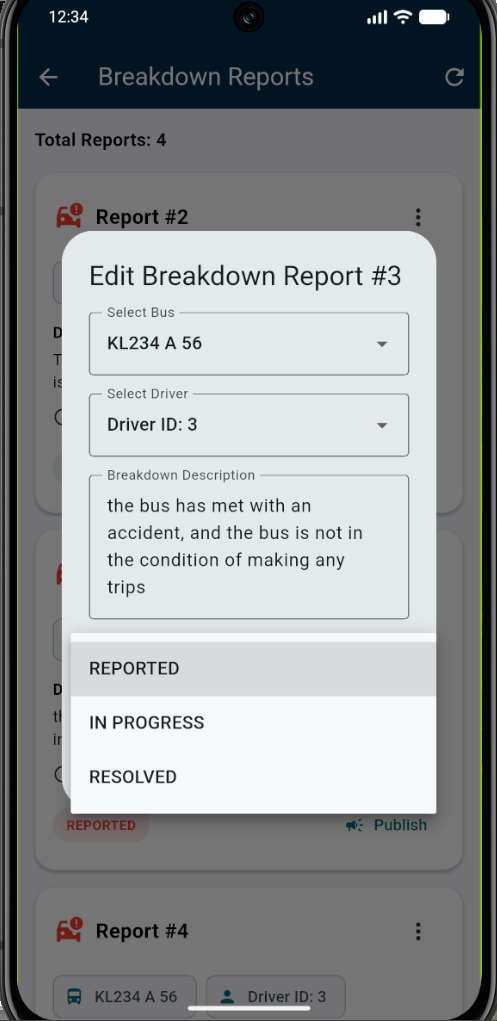 12:34
Breakdown Reports
Total Reports: 4
Report #2
Edit Breakdown Report #3
Select Bus
KL234 A 56
Select Driver
Driver ID: 3
Breakdown Description
the bus has met with an
accident, and the bus is not in
the condition of making any
trips
REPORTED
IN PROGRESS
RESOLVED
REPORTED
Publish
Report #4
KL234 A 56
Driver ID: 3